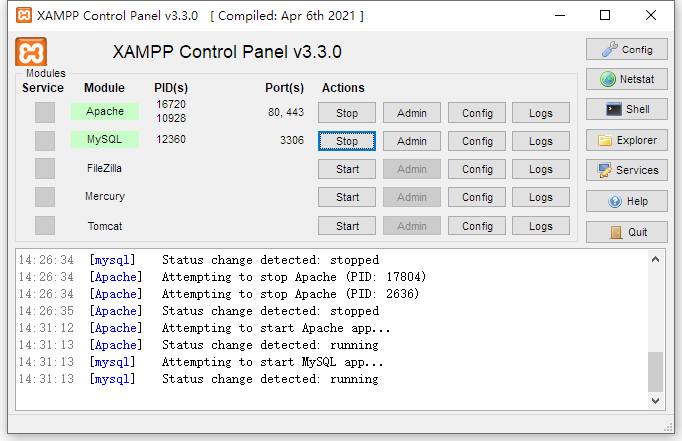 XAMPP Control Panel v3.3.0 [ Compiled: Apr 6th 2021 ]
XAMPP Control Panel v3.3.0
Config
Modules
Service Module PID(s) Port(s) Actions
Netstat
Apache 16720 10928 80, 443 Stop Admin Config Logs
Shell
MySQL 12360 3306 Stop Admin Config Logs
Explorer
FileZilla Start Admin Config Logs
Services
Mercury Start Admin Config Logs
Help
Tomcat Start Admin Config Logs
Quit
14:26:34 [mysql] Status change detected: stopped
14:26:34 [Apache] Attempting to stop Apache (PID: 17804)
14:26:34 [Apache] Attempting to stop Apache (PID: 2636)
14:26:35 [Apache] Status change detected: stopped
14:31:12 [Apache] Attempting to start Apache app...
14:31:13 [Apache] Status change detected: running
14:31:13 [mysql] Attempting to start MySQL app...
14:31:13 [mysql] Status change detected: running